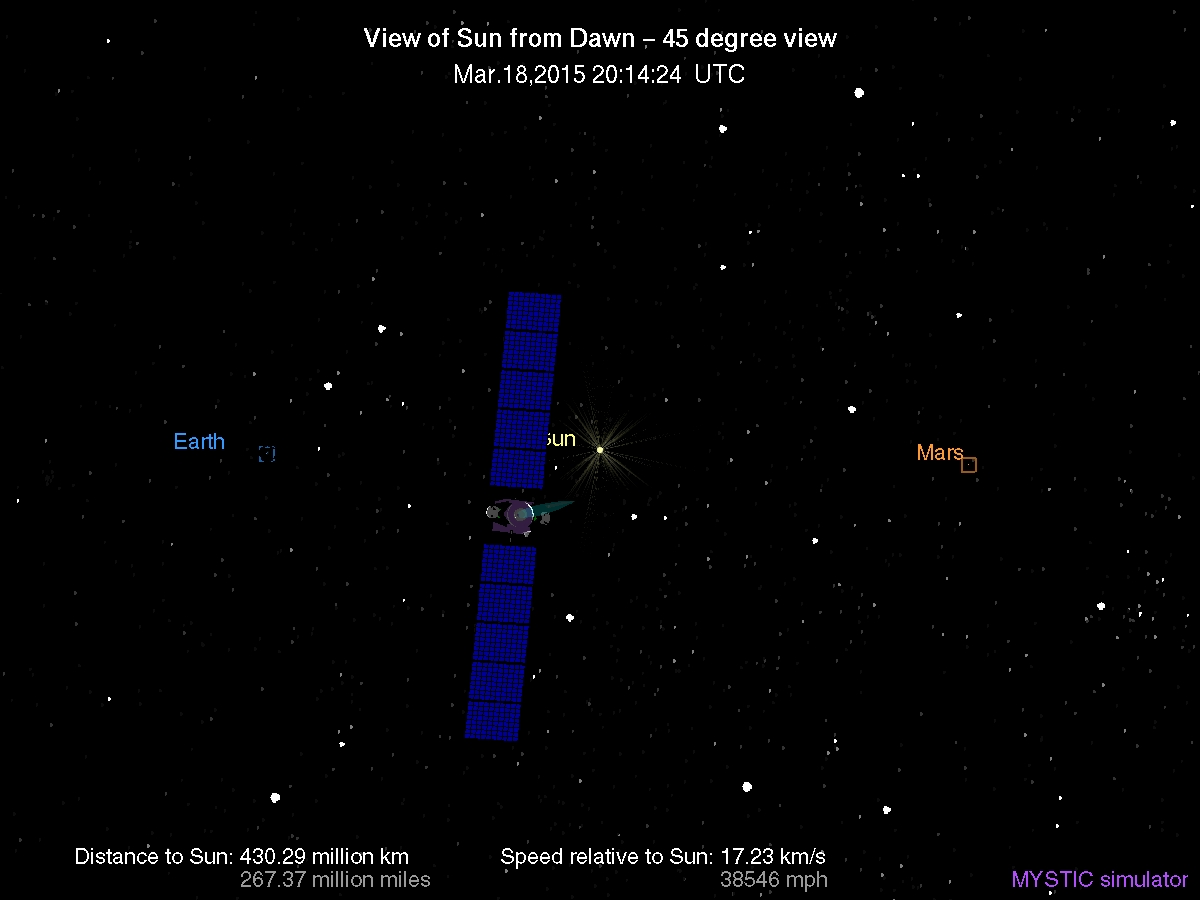 View of Sun from Dawn – 45 degree view
Mar.18,2015 20:14:24 UTC
Earth
Sun
Mars
Distance to Sun: 430.29 million km
267.37 million miles
Speed relative to Sun: 17.23 km/s
38546 mph
MYSTIC simulator